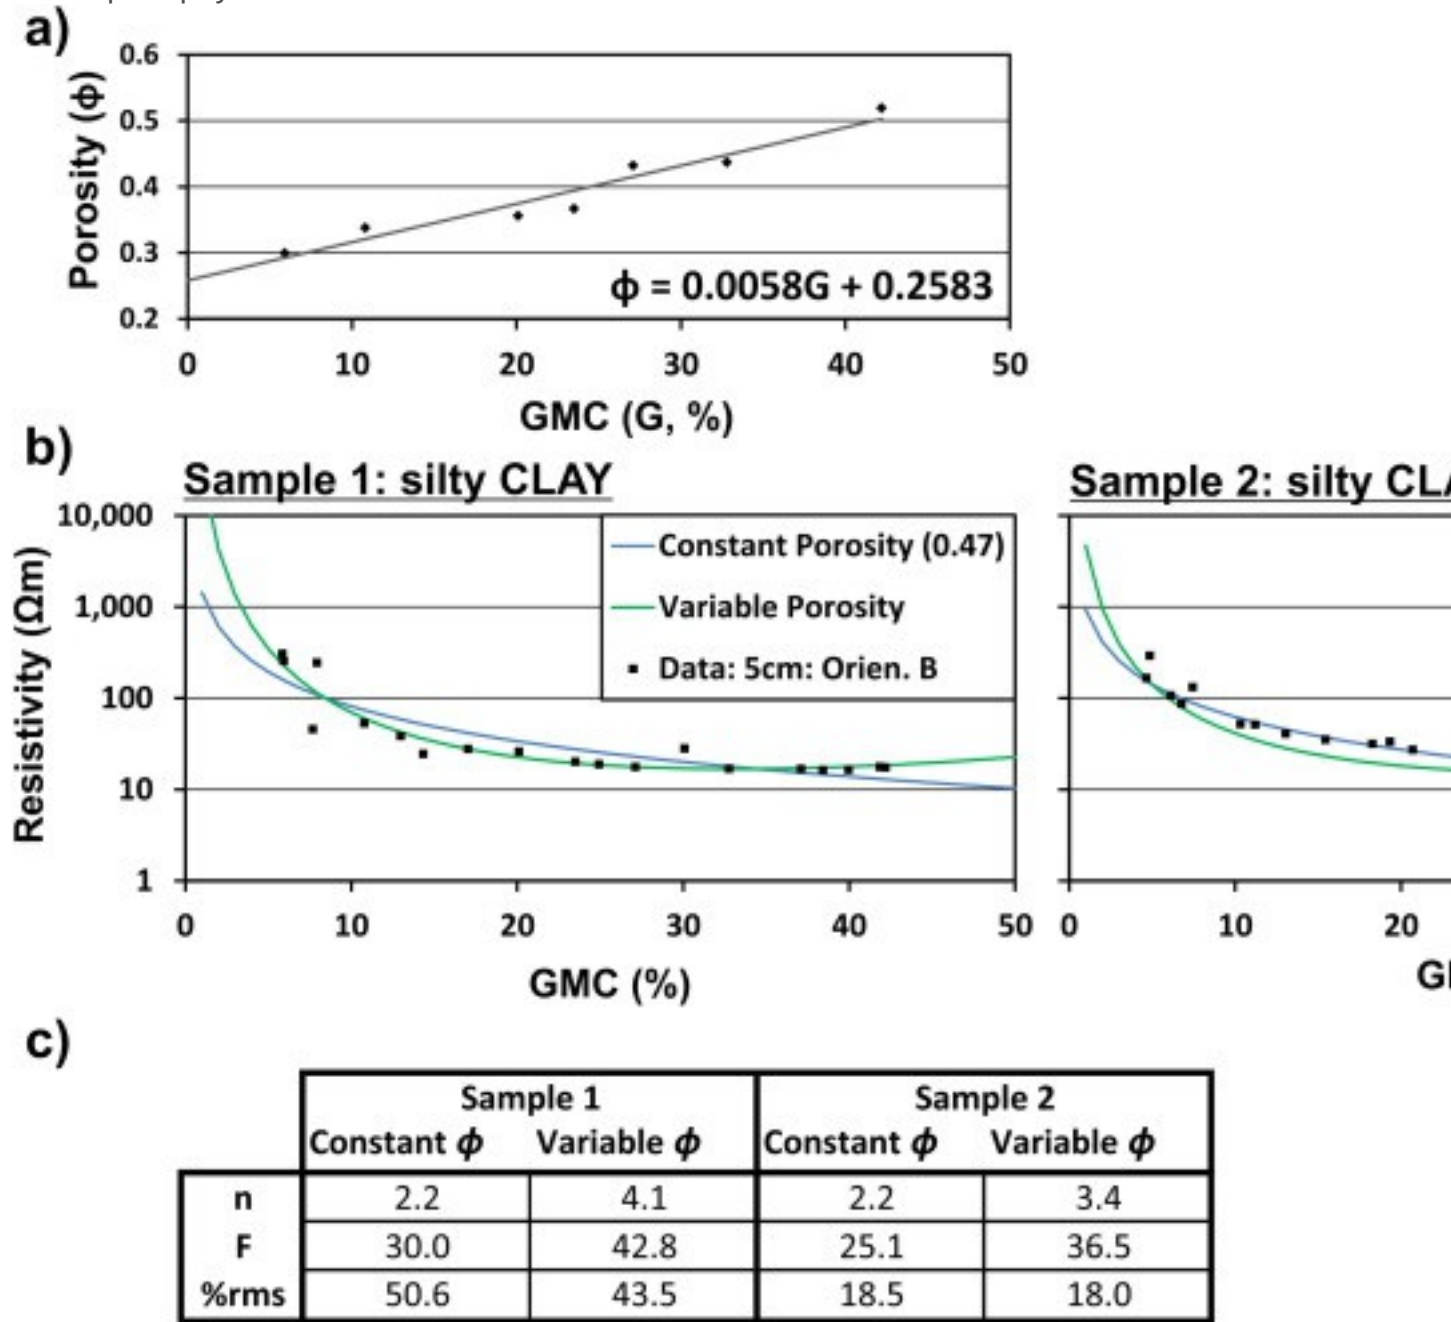 a)
0.6
0.5
0.4
0.3
0.2
Porosity (ϕ)
ϕ = 0.0058G + 0.2583
0 10 20 30 40 50
GMC (G, %)
b)
Sample 1: silty CLAY
10,000
1,000
100
10
1
Resistivity (Ωm)
Constant Porosity (0.47)
Variable Porosity
Data: 5cm: Orien. B
0 10 20 30 40 50
GMC (%)
Sample 2: silty CLA
0 10 20
c)
Sample 1 Sample 2
Constant ϕ Variable ϕ Constant ϕ Variable ϕ
n 2.2 4.1 2.2 3.4
F 30.0 42.8 25.1 36.5
%rms 50.6 43.5 18.5 18.0